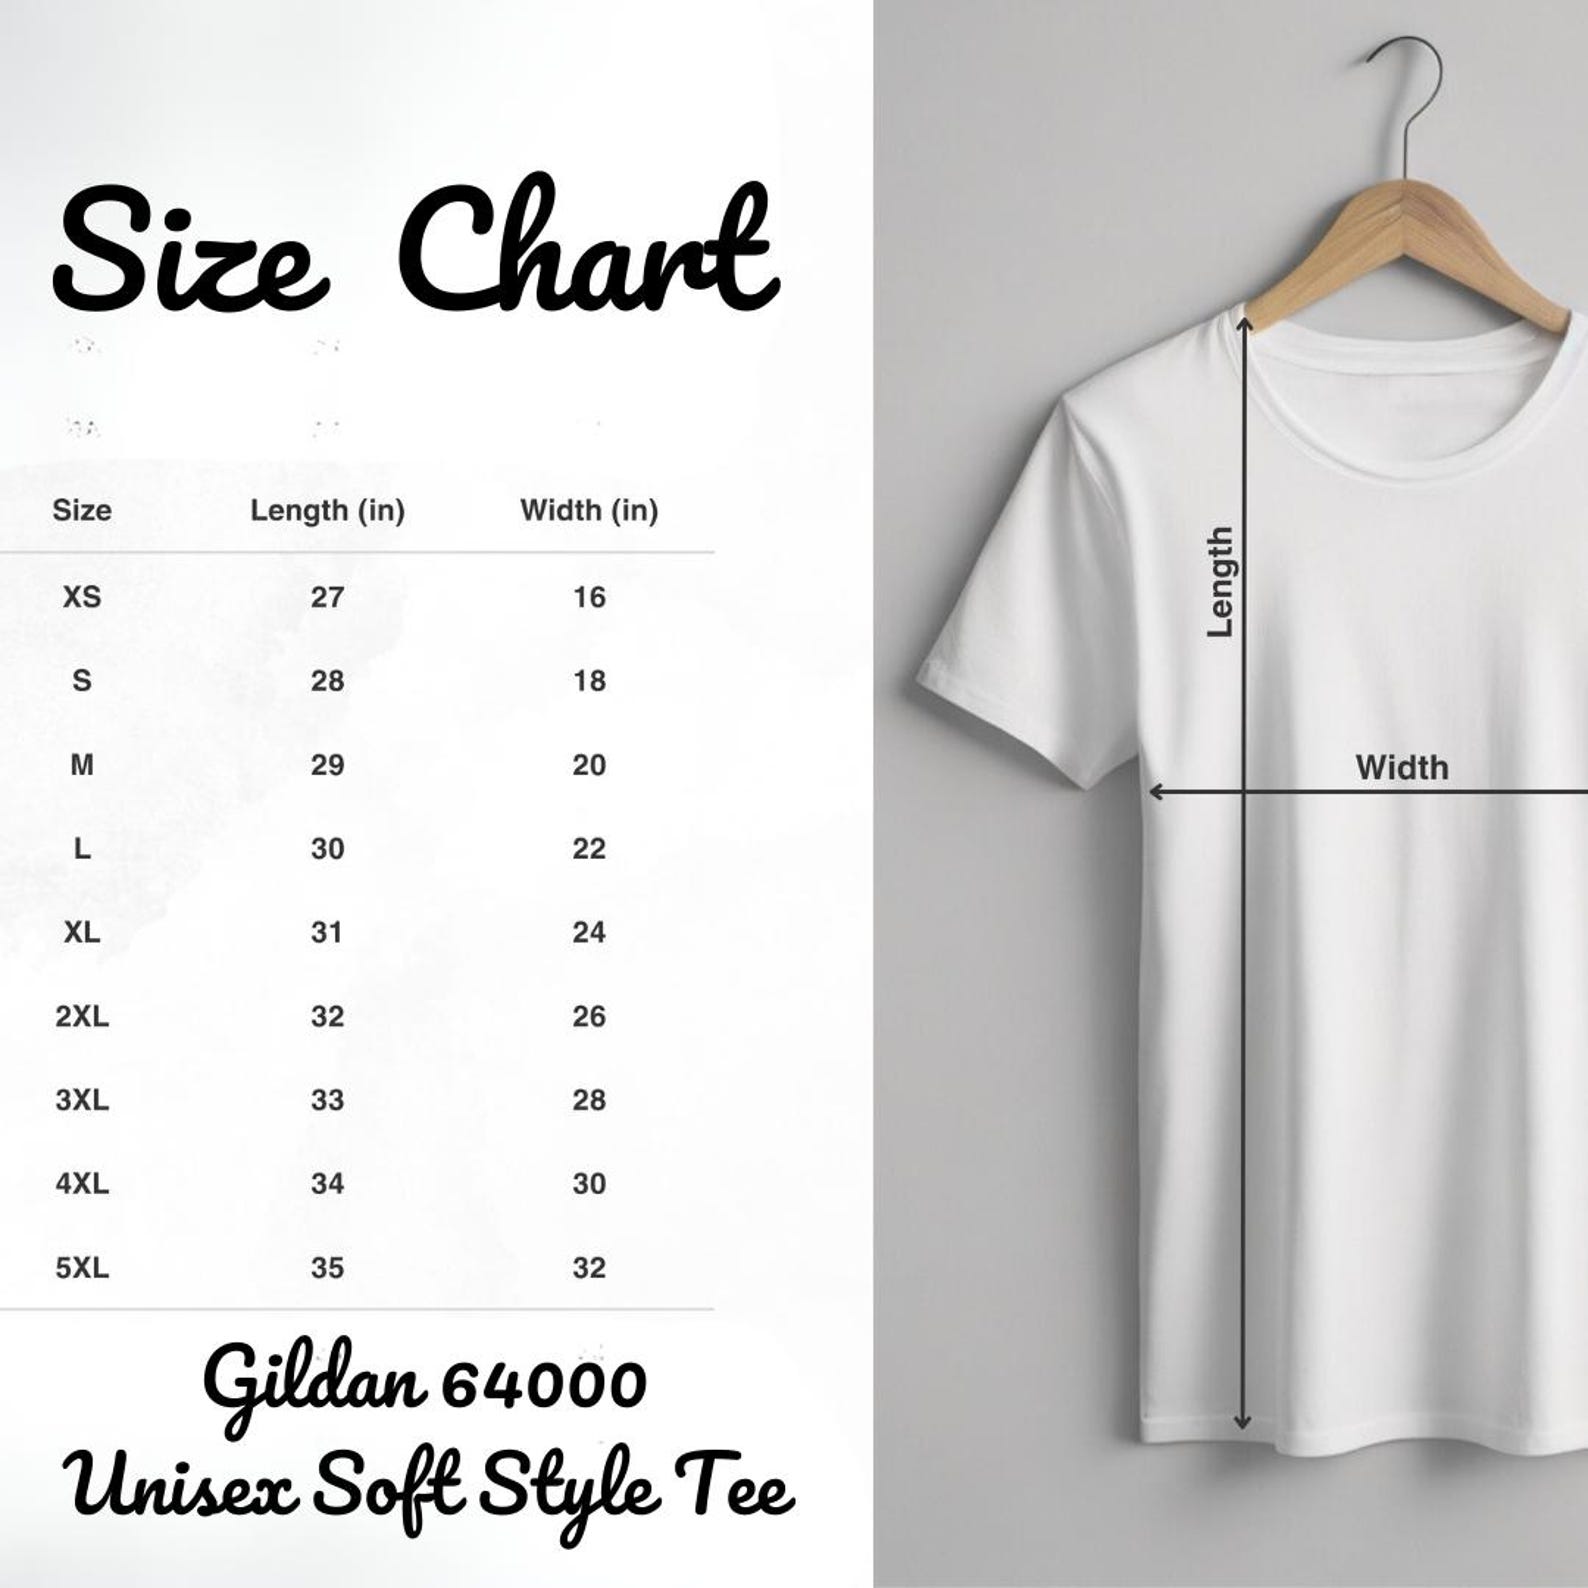 Size Chart
Size Length (in) Width (in)
XS 27 16
S 28 18
M 29 20
L 30 22
XL 31 24
2XL 32 26
3XL 33 28
4XL 34 30
5XL 35 32
Gildan 64000
Unisex Soft Style Tee
Length
Width